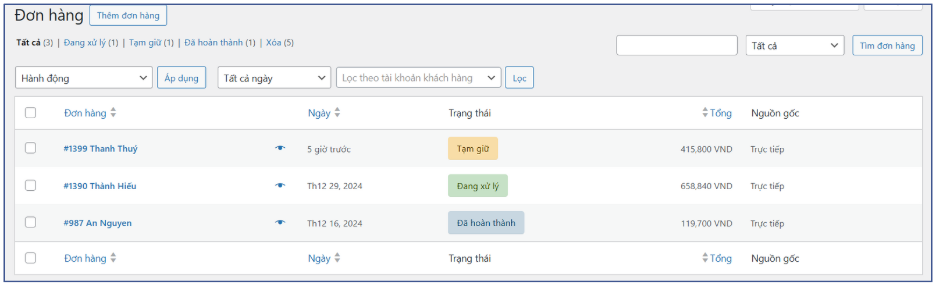 Đơn hàng Thêm đơn hàng
Tất cả (3) | Đang xử lý (1) | Tạm giữ (1) | Đã hoàn thành (1) | Xóa (5) Tất cả Tìm đơn hàng
Hành động Áp dụng Tất cả ngày Lọc theo tài khoản khách hàng Lọc
Đơn hàng Ngày Trạng thái Tổng Nguồn gốc
#1399 Thanh Thuý 5 giờ trước Tạm giữ 415,800 VND Trực tiếp
#1390 Thành Hiếu Th12 29, 2024 Đang xử lý 658,840 VND Trực tiếp
#987 An Nguyen Th12 16, 2024 Đã hoàn thành 119,700 VND Trực tiếp
Đơn hàng Ngày Trạng thái Tổng Nguồn gốc